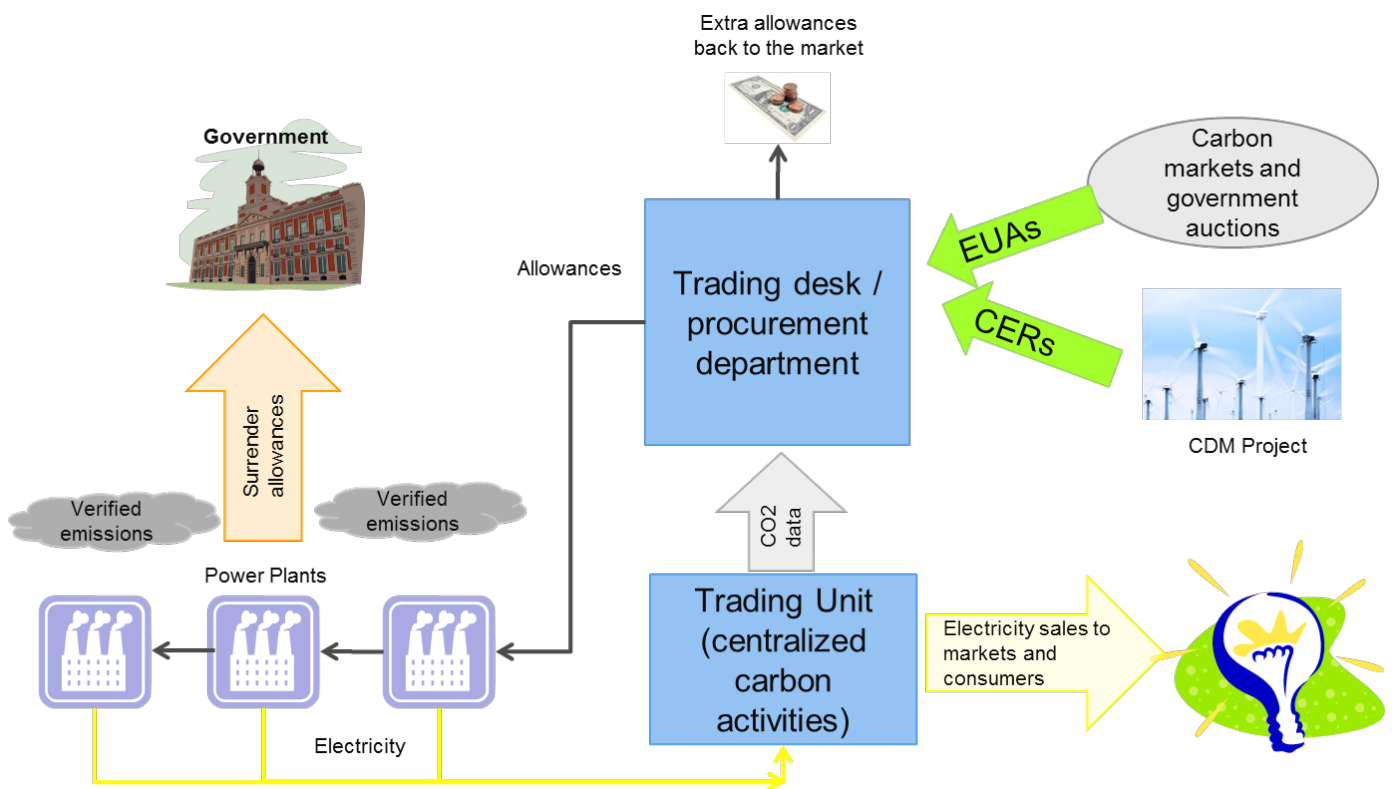 Extra allowances
back to the market
Government
Carbon
markets and
government
auctions
EUAs
Allowances
Trading desk /
procurement
department
CERs
CDM Project
Surrender
allowances
Verified
emissions
Verified
emissions
CO2
data
Power Plants
Trading Unit
(centralized
carbon
activities)
Electricity sales to
markets and
consumers
Electricity